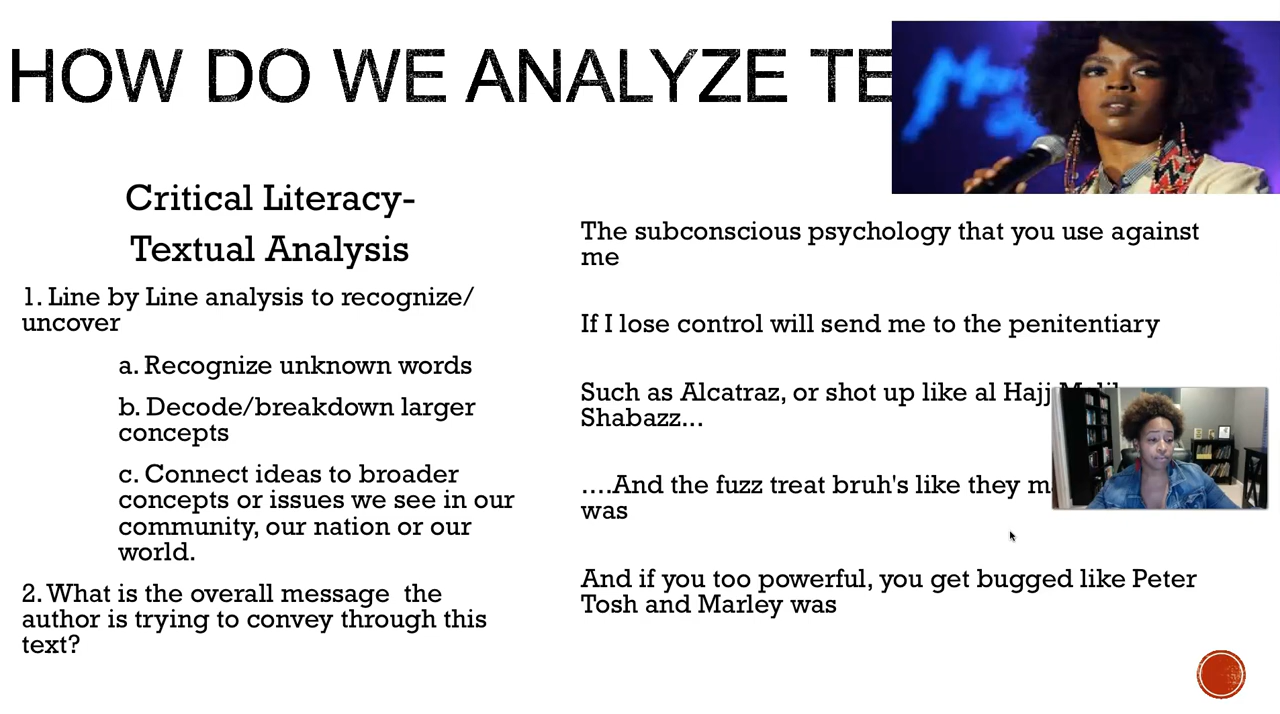 HOW DO WE ANALYZE
Critical Literacy-
Textual Analysis
1. Line by Line analysis to recognize/
uncover
a. Recognize unknown words
b. Decode/breakdown larger
concepts
c. Connect ideas to broader
concepts or issues we see in our
community, our nation or our
world.
2. What is the overall message the
author is trying to convey through this
text?
The subconscious psychology that you use against
me
If I lose control will send me to the penitentiary
Such as Alcatraz, or shot up like al Hajj
Shabazz...
....And the fuzz treat bruh's like they
was
And if you too powerful, you get bugged like Peter
Tosh and Marley was